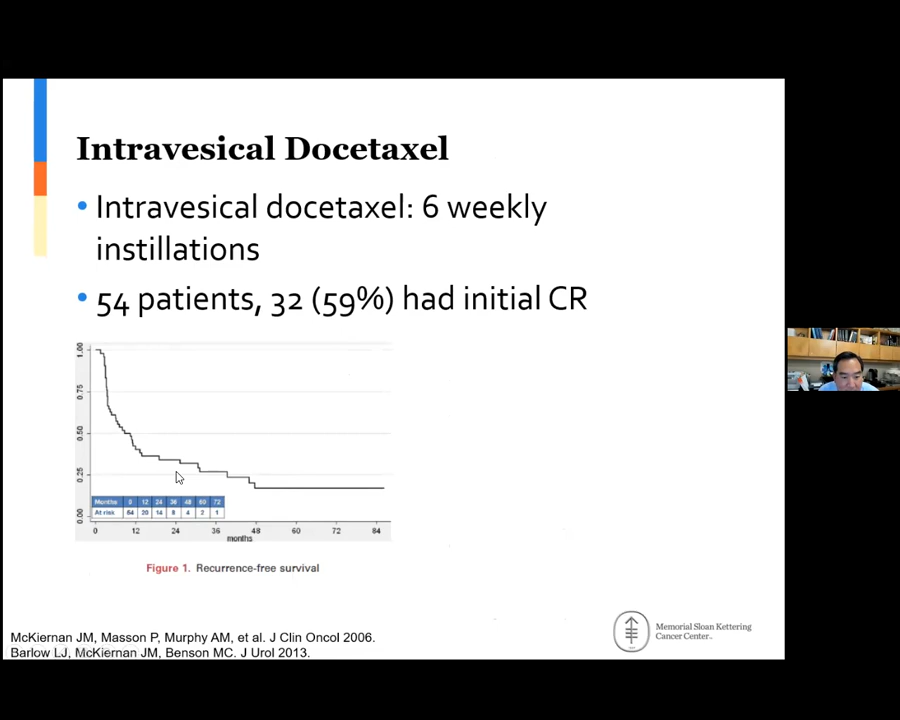 Intravesical Docetaxel
• Intravesical docetaxel: 6 weekly
instillations
• 54 patients, 32 (59%) had initial CR
1.00
0.75
0.50
0.25
0.00
Months 0 12 24 36 48 60 72
At risk 54 20 14 8 4 2 1
0 12 24 36 48 60 72 84
months
Figure 1. Recurrence-free survival
McKiernan JM, Masson P, Murphy AM, et al. J Clin Oncol 2006.
Barlow LJ, McKiernan JM, Benson MC. J Urol 2013.
Memorial Sloan Kettering
Cancer Center